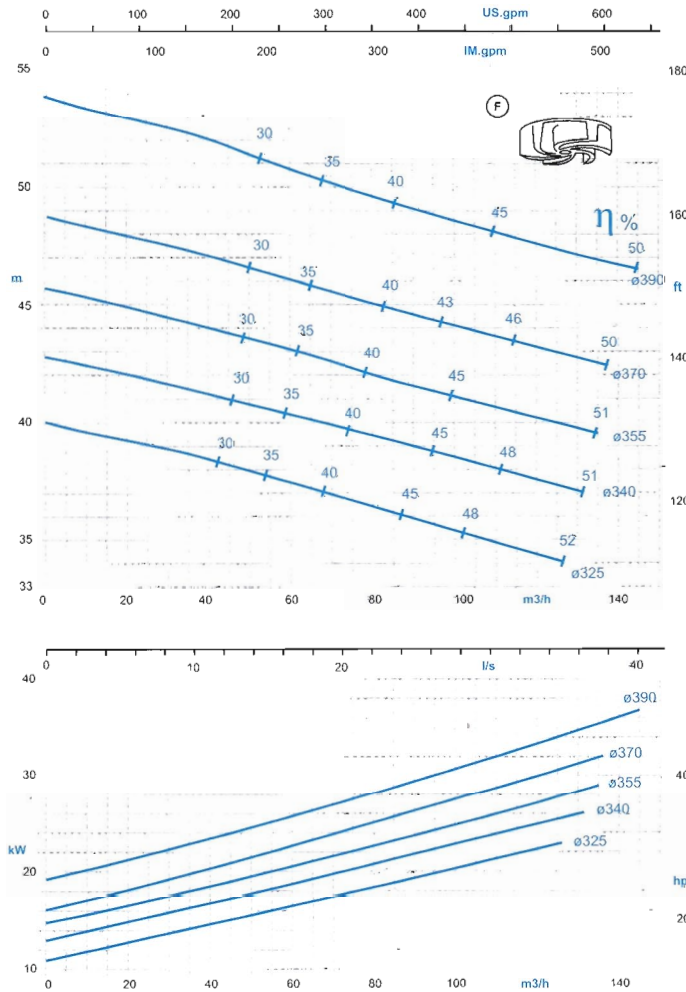 0 100 200 300 400 US.gpm 600
0 100 200 300 IM.gpm 500
55 180
F
30 35 40 45 50
η %
ø390
50 160
30 35 40 43 46 50
ø370
m ft
45 140
30 35 40 45 51
ø355
30 35 40 45 48 51
ø340
40 120
30 35 40 45 48 52
ø325
35
33
0 20 40 60 80 100 m3/h 140
0 10 20 l/s 40
40
ø390
ø370
30 ø355 40
ø340
ø325
kW
20 hp
20
10
0 20 40 60 80 100 m3/h 140